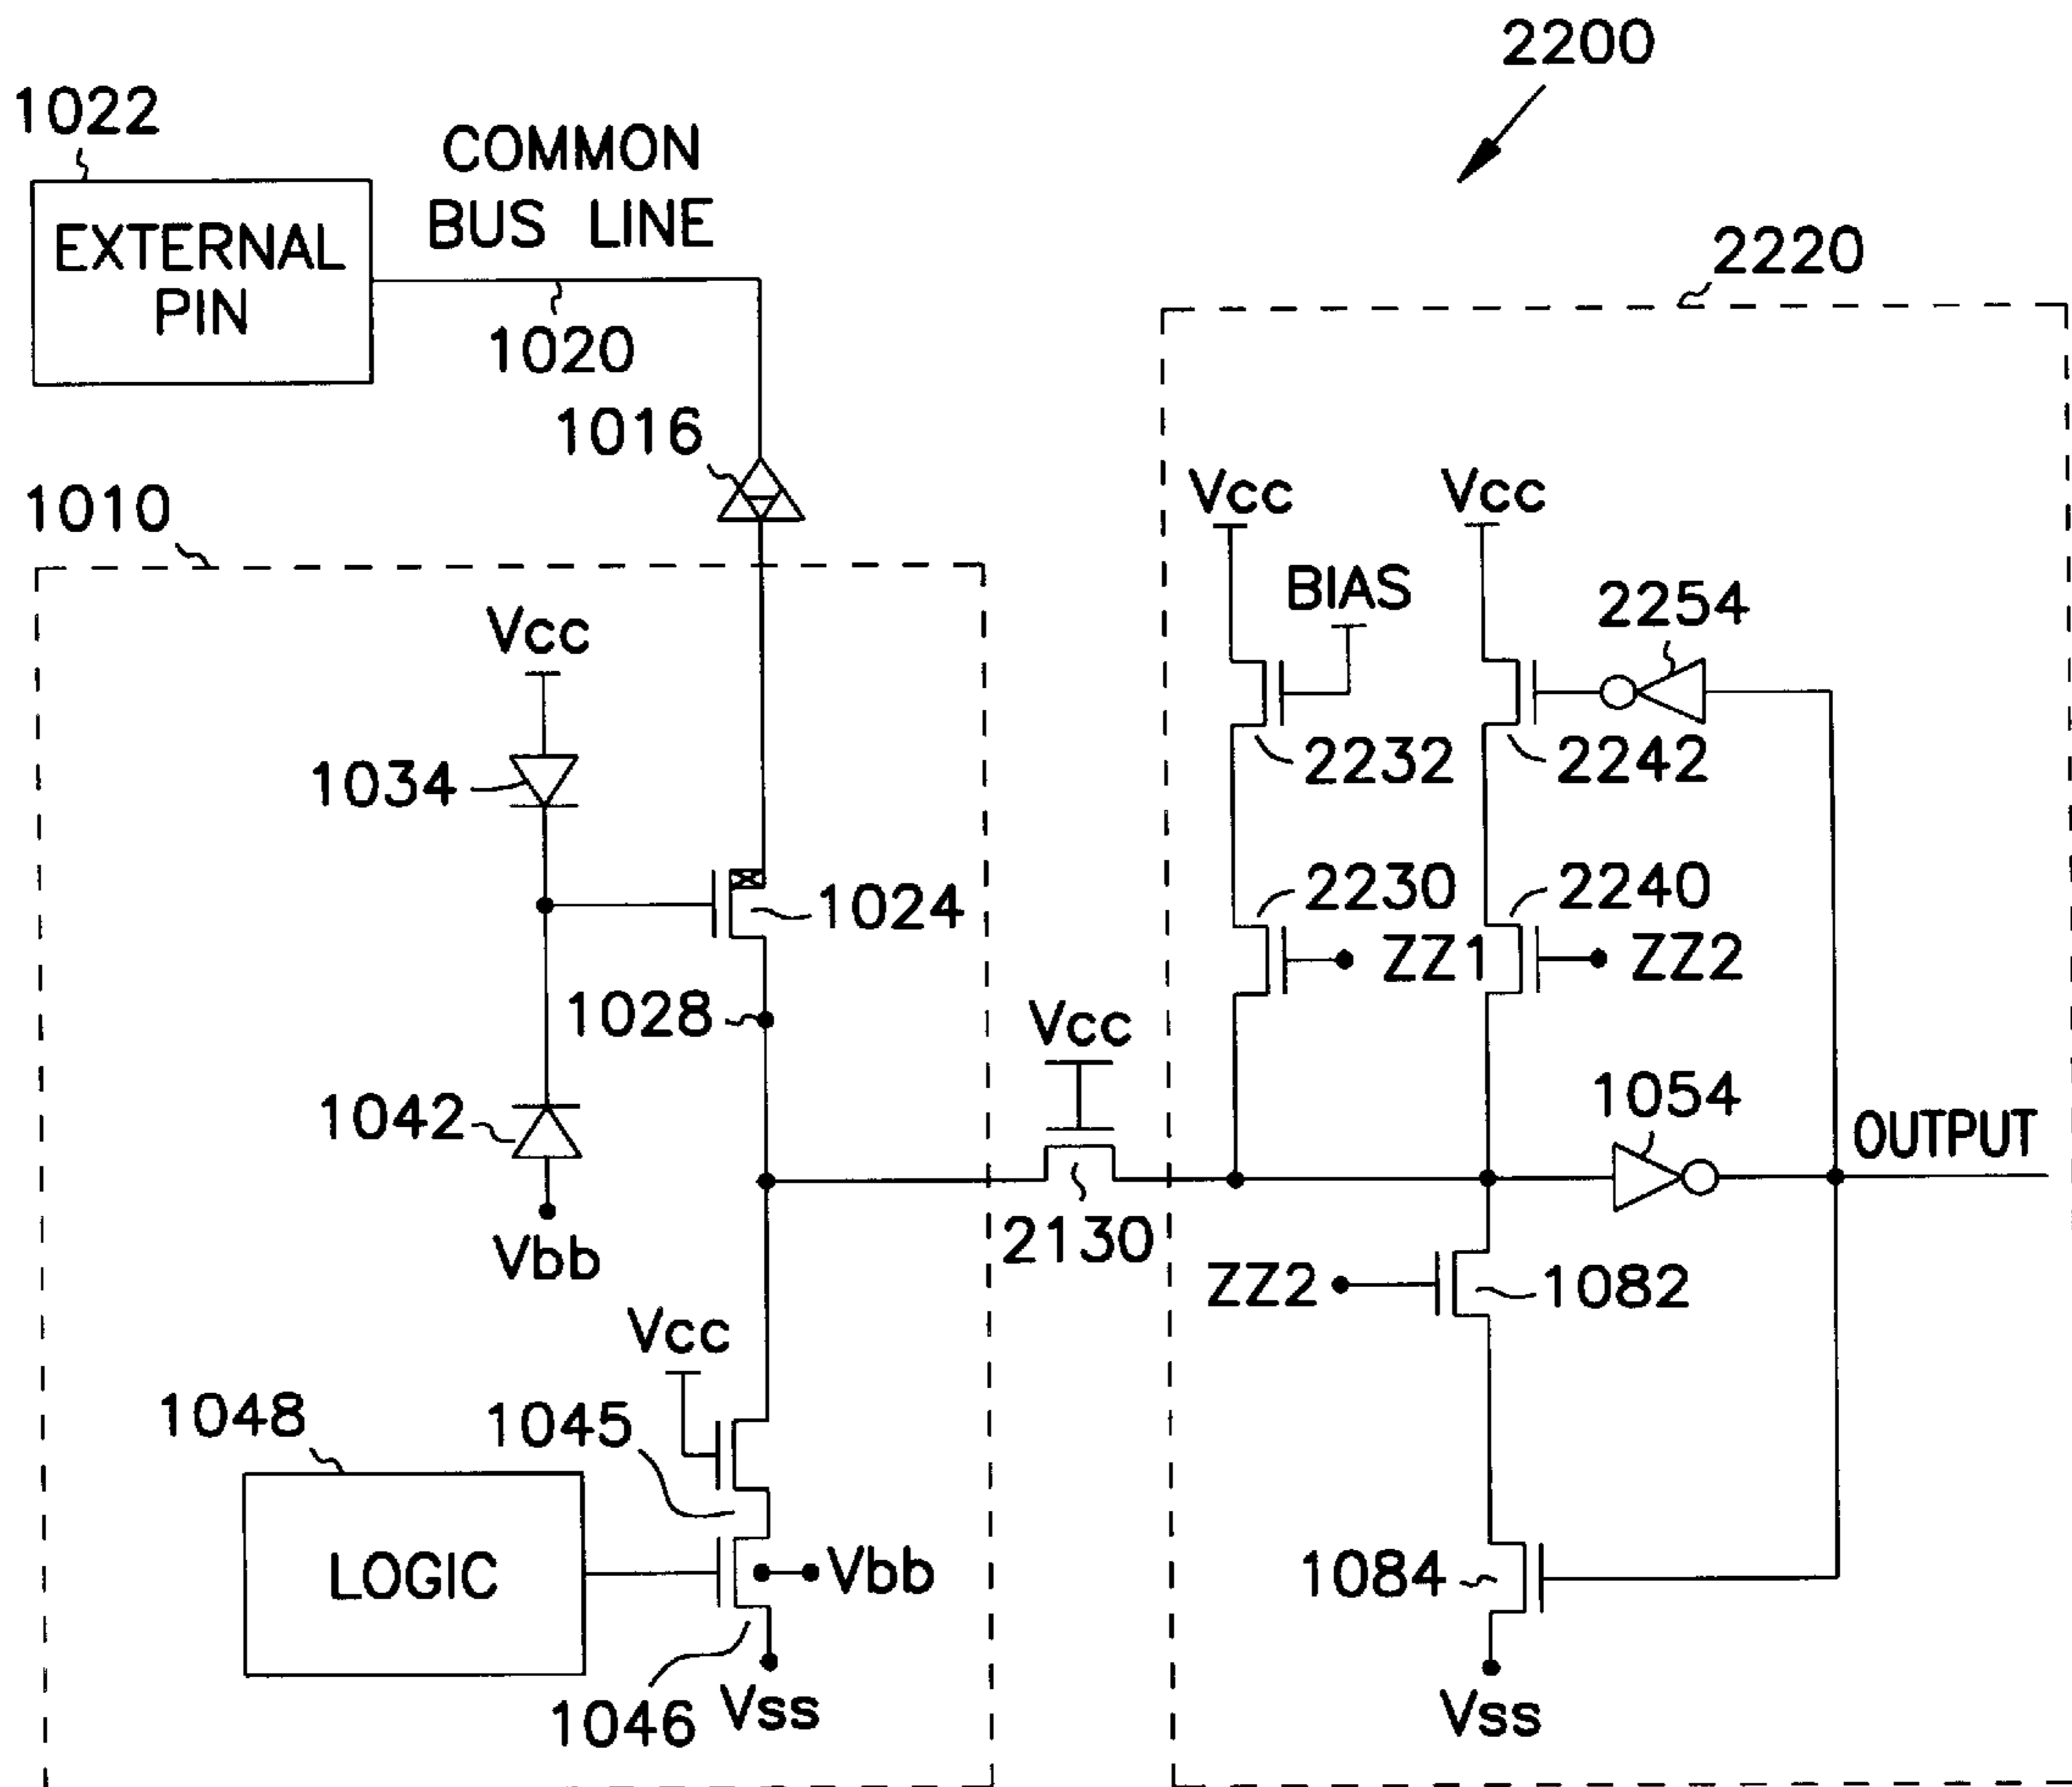 2200
1022
COMMON
BUS LINE
EXTERNAL
PIN
1020
2220
1016
1010
Vcc
Vcc
BIAS
2254
Vcc
1034
2232
2242
2230
2240
1024
ZZ1
ZZ2
1028
Vcc
1042
1054
OUTPUT
Vbb
2130
ZZ2
1082
Vcc
1048
1045
LOGIC
Vbb
1084
1046
Vss
Vss